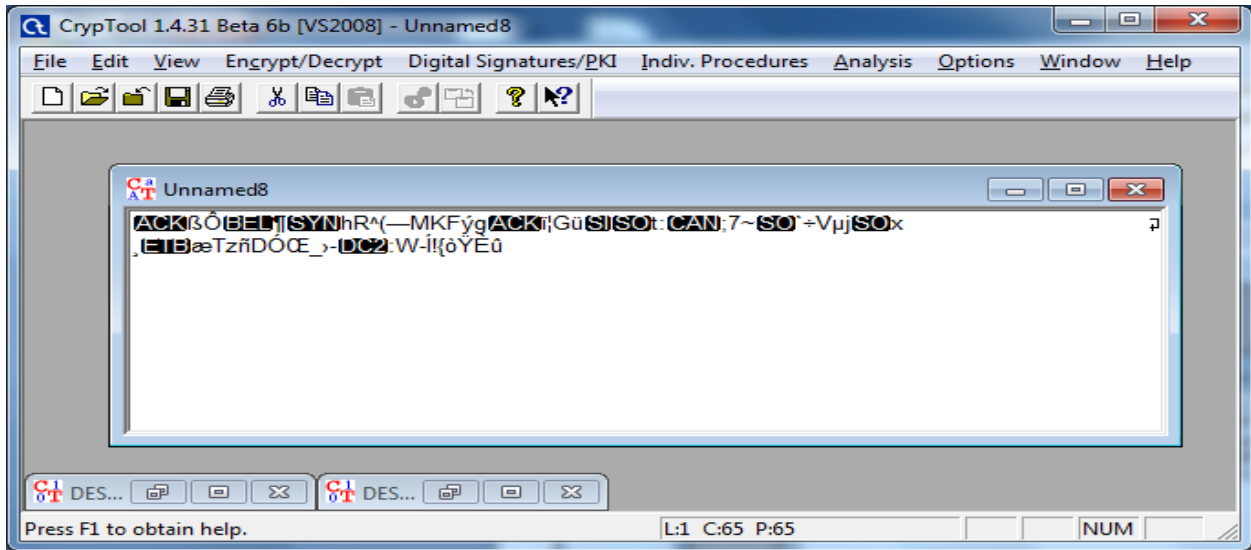 CrypTool 1.4.31 Beta 6b [VS2008] - Unnamed8
File Edit View Encrypt/Decrypt Digital Signatures/PKI Indiv. Procedures Analysis Options Window Help
Unnamed8
ACKßÔBEL¶SYNhR^(—MKFýgACKï¦GüSISOt:CAN;7~SO`÷VµjSOx
¸ETBæTzñDÓŒ_›-DC2:W-Í!{òŸÈû
DES... DES...
Press F1 to obtain help. L:1 C:65 P:65 NUM